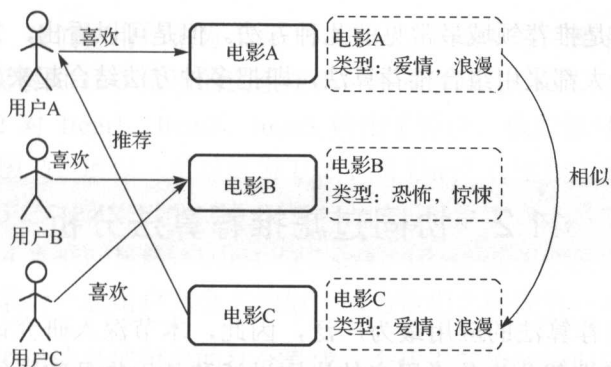 喜欢
电影A
电影A
类型：爱情，浪漫
用户A
推荐
喜欢
电影B
电影B
类型：恐怖，惊悚
相似
用户B
喜欢
电影C
电影C
类型：爱情，浪漫
用户C